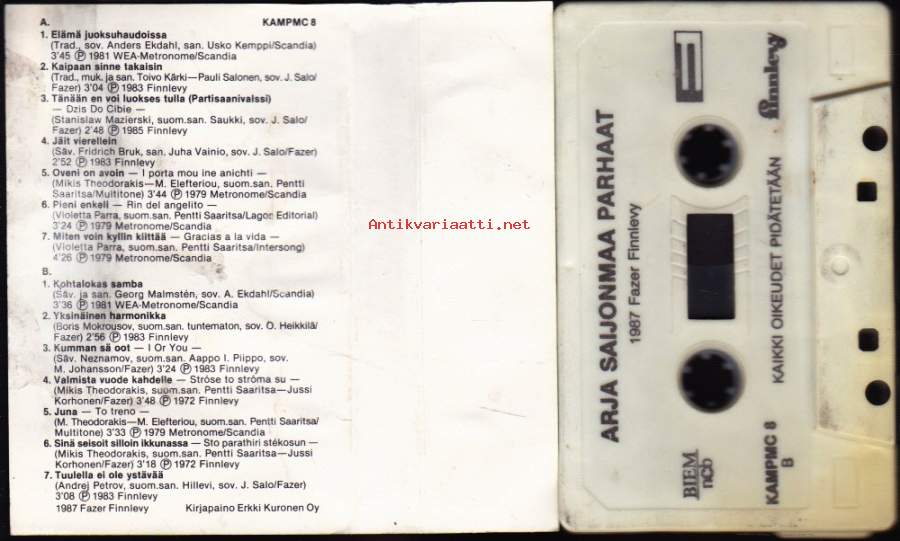 A. KAMPMC 8
1. Elämä juoksuhaudoissa
(Trad., sov. Anders Ekdahl, san. Usko Kemppi/Scandia)
3'45 Ⓟ 1981 WEA-Metronome/Scandia
2. Kaipaan sinne takaisin
(Trad., muk. ja san. Toivo Kärki—Pauli Salonen, sov. J. Salo/
Fazer) 3'04 Ⓟ 1983 Finnlevy
3. Tänään en voi luokses tulla (Partisaanivalssi)
— Dzis Do Cibie —
(Stanislaw Mazierski, suom.san. Saukki, sov. J. Salo/
Fazer) 2'48 Ⓟ 1985 Finnlevy
4. Jäit vierellein
(Säv. Fridrich Bruk, san. Juha Vainio, sov. J. Salo/Fazer)
2'52 Ⓟ 1983 Finnlevy
5. Oveni on avoin — I porta mou ine anichti —
(Mikis Theodorakis—M. Elefteriou, suom.san. Pentti
Saaritsa/Multitone) 3'44 Ⓟ 1979 Metronome/Scandia
6. Pieni enkeli — Rin del angelito —
(Violetta Parra, suom.san. Pentti Saaritsa/Lagos Editorial)
3'24 Ⓟ 1979 Metronome/Scandia
7. Miten voin kyllin kiittää — Gracias a la vida —
(Violetta Parra, suom.san. Pentti Saaritsa/Intersong)
4'26 Ⓟ 1979 Metronome/Scandia
B.
1. Kohtalokas samba
(Säv. ja san. Georg Malmstén, sov. A. Ekdahl/Scandia)
3'36 Ⓟ 1981 WEA-Metronome/Scandia
2. Yksinäinen harmonikka
(Boris Mokrousov, suom.san. tuntematon, sov. O. Heikkilä/
Fazer) 2'56 Ⓟ 1983 Finnlevy
3. Kumman sä oot — I Or You —
(Säv. Neznamov, suom.san. Aappo I. Piippo, sov.
M. Johansson/Fazer) 3'24 Ⓟ 1983 Finnlevy
4. Valmista vuode kahdelle — Stróse to stróma su —
(Mikis Theodorakis, suom.san. Pentti Saaritsa—Jussi
Korhonen/Fazer) 3'48 Ⓟ 1972 Finnlevy
5. Juna — To treno —
(M. Theodorakis—M. Elefteriou, suom.san. Pentti Saaritsa/
Multitone) 3'33 Ⓟ 1979 Metronome/Scandia
6. Sinä seisoit silloin ikkunassa — Sto parathiri stékosun —
(Mikis Theodorakis, suom.san. Pentti Saaritsa—Jussi
Korhonen/Fazer) 3'18 Ⓟ 1972 Finnlevy
7. Tuulella ei ole ystävää
(Andrej Petrov, suom.san. Hillevi, sov. J. Salo/Fazer)
3'08 Ⓟ 1983 Finnlevy
1987 Fazer Finnlevy Kirjapaino Erkki Kuronen Oy
Antikvariaatti.net
ARJA SAIJONMAA PARHAAT
1987 Fazer Finnlevy
BIEM
ncb
finnlevy
KAIKKI OIKEUDET PIDÄTETÄÄN
KAMPMC 8
B